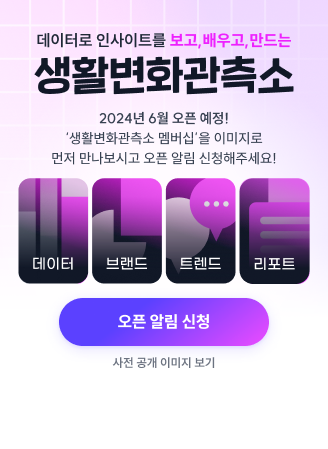 데이터로 인사이트를 보고,배우고,만드는
생활변화관측소
2024년 6월 오픈 예정!
'생활변화관측소 멤버십'을 이미지로
먼저 만나보시고 오픈 알림 신청해주세요!
데이터
브랜드
트렌드
리포트
오픈 알림 신청
사전 공개 이미지 보기